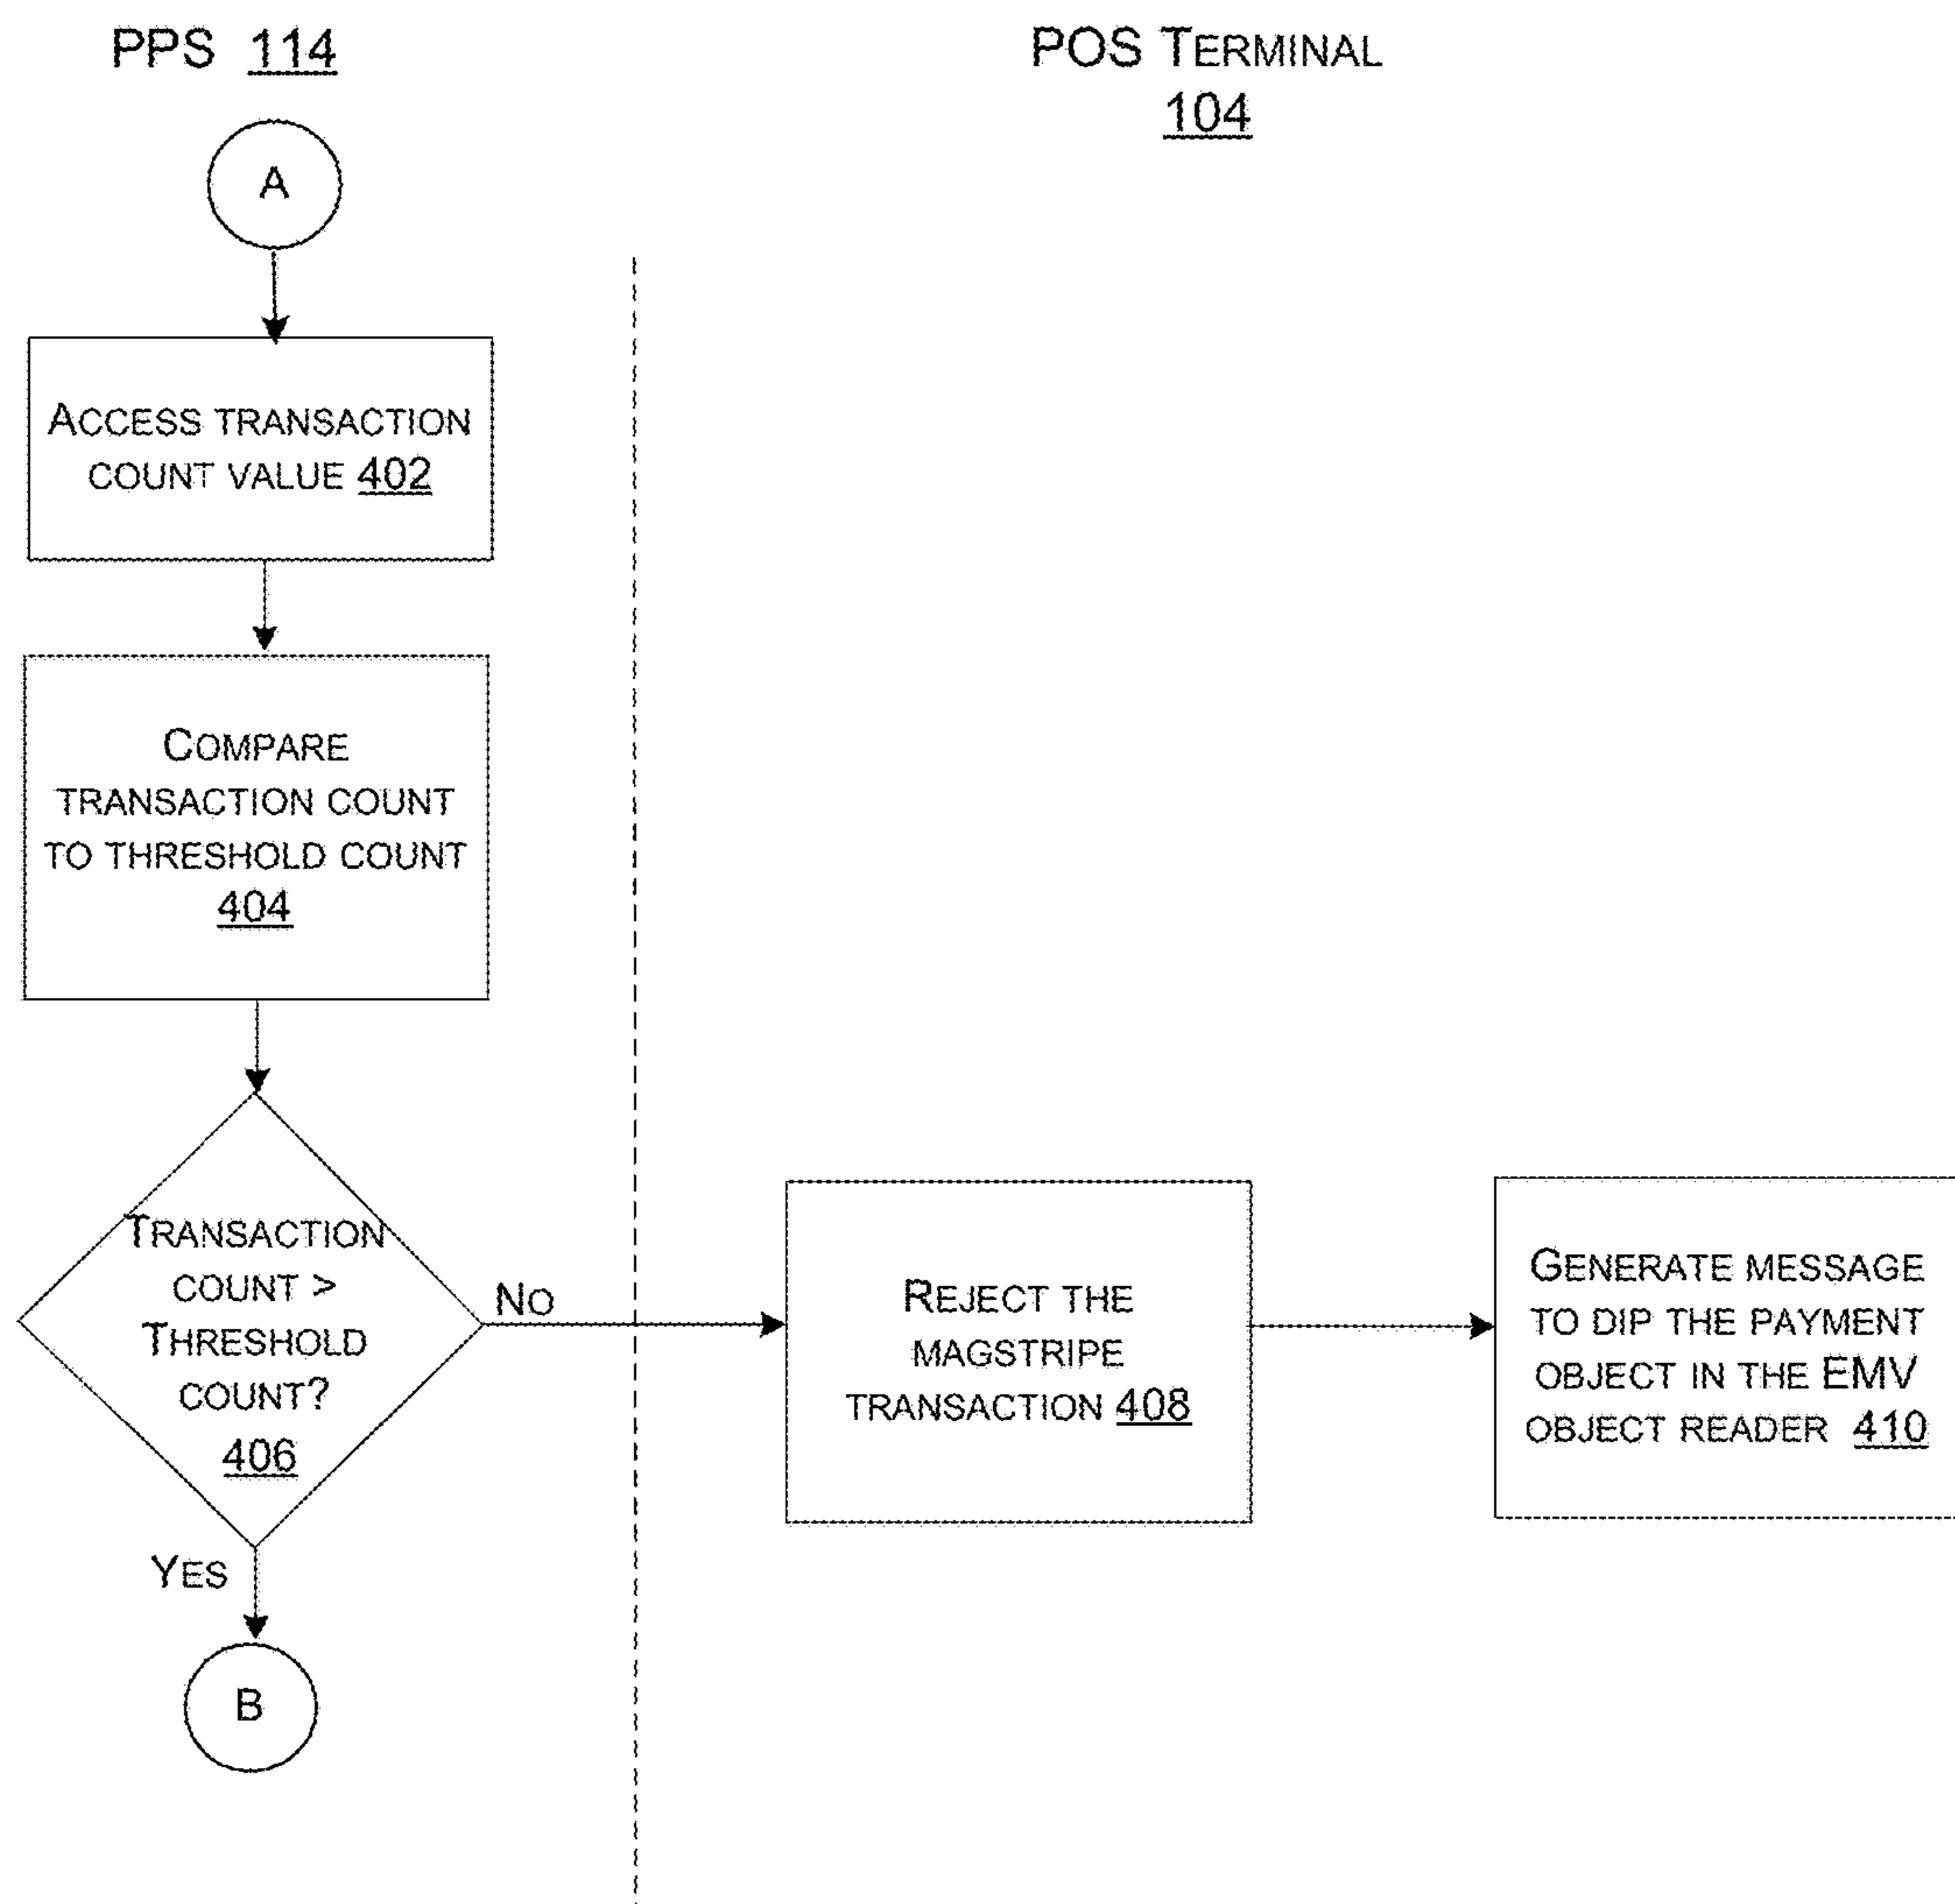 PPS 114
POS TERMINAL
104
A
ACCESS TRANSACTION
COUNT VALUE 402
COMPARE
TRANSACTION COUNT
TO THRESHOLD COUNT
404
TRANSACTION
COUNT >
THRESHOLD
COUNT?
406
NO
YES
B
REJECT THE
MAGSTRIPE
TRANSACTION 408
GENERATE MESSAGE
TO DIP THE PAYMENT
OBJECT IN THE EMV
OBJECT READER 410